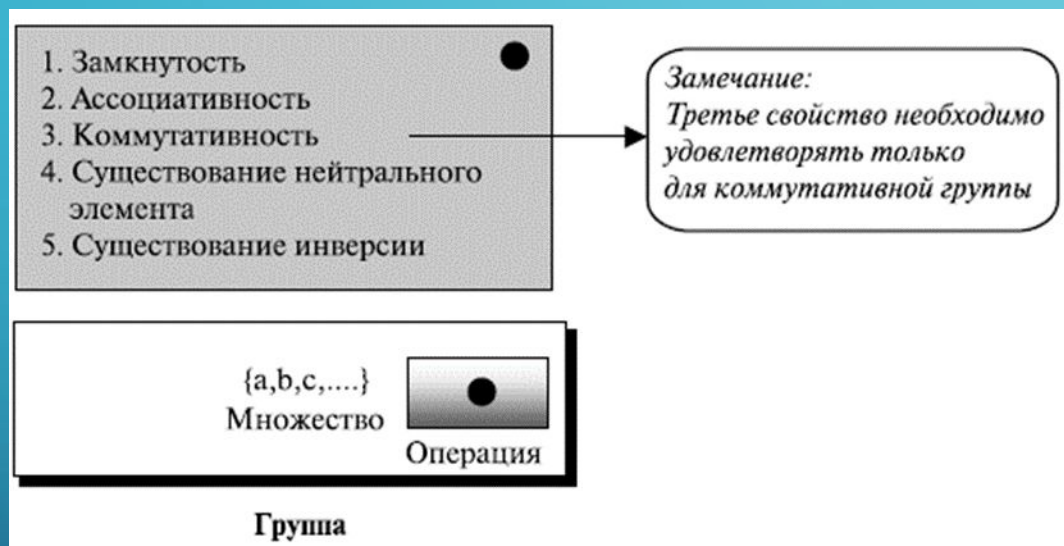 1. Замкнутость
2. Ассоциативность
3. Коммутативность
4. Существование нейтрального
элемента
5. Существование инверсии
Замечание:
Третье свойство необходимо
удовлетворять только
для коммутативной группы
{a,b,c,....}
Множество
Операция
Группа